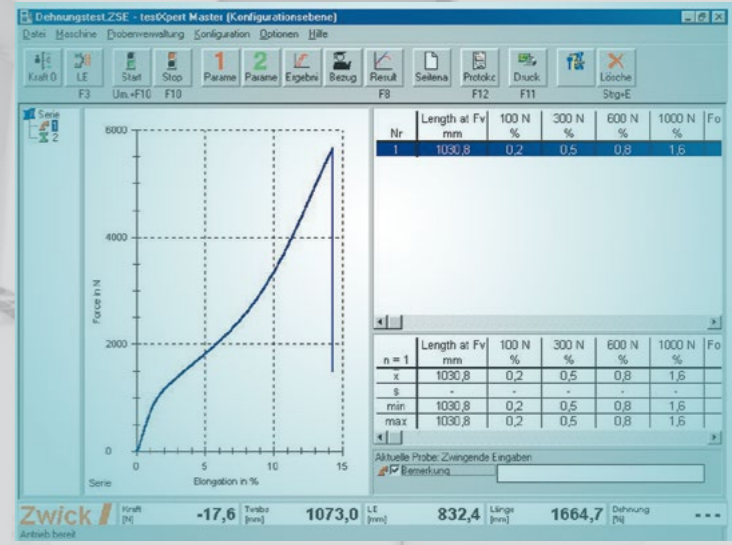 Dehnungstest.ZSE - testXpert Master (Konfigurationsebene)
Datei Maschine Probenverwaltung Konfiguration Optionen Hilfe
Kraft 0 LE Start Stop Parame Parame Ergebni Bezug Result Seitena Protokc Druck Lösche
F3 Um.+F10 F10 F8 F12 F11 Strg+E
Serie
1
2
6000
4000
2000
0
Force in N
0 5 10 15
Serie Elongation in %
Length at Fv 100 N 300 N 600 N 1000 N Fo
Nr mm % % % %
1 1030,8 0,2 0,5 0,8 1,6
Length at Fv 100 N 300 N 600 N 1000 N Fo
n = 1 mm % % % %
x 1030,8 0,2 0,5 0,8 1,6
s - - - - -
min 1030,8 0,2 0,5 0,8 1,6
max 1030,8 0,2 0,5 0,8 1,6
Aktuelle Probe: Zwingende Eingaben
Bemerkung
Zwick Kraft [N] -17,6 [mm] 1073,0 LE [mm] 832,4 Länge [mm] 1664,7 Dehnung [%] - - -
Antrieb bereit